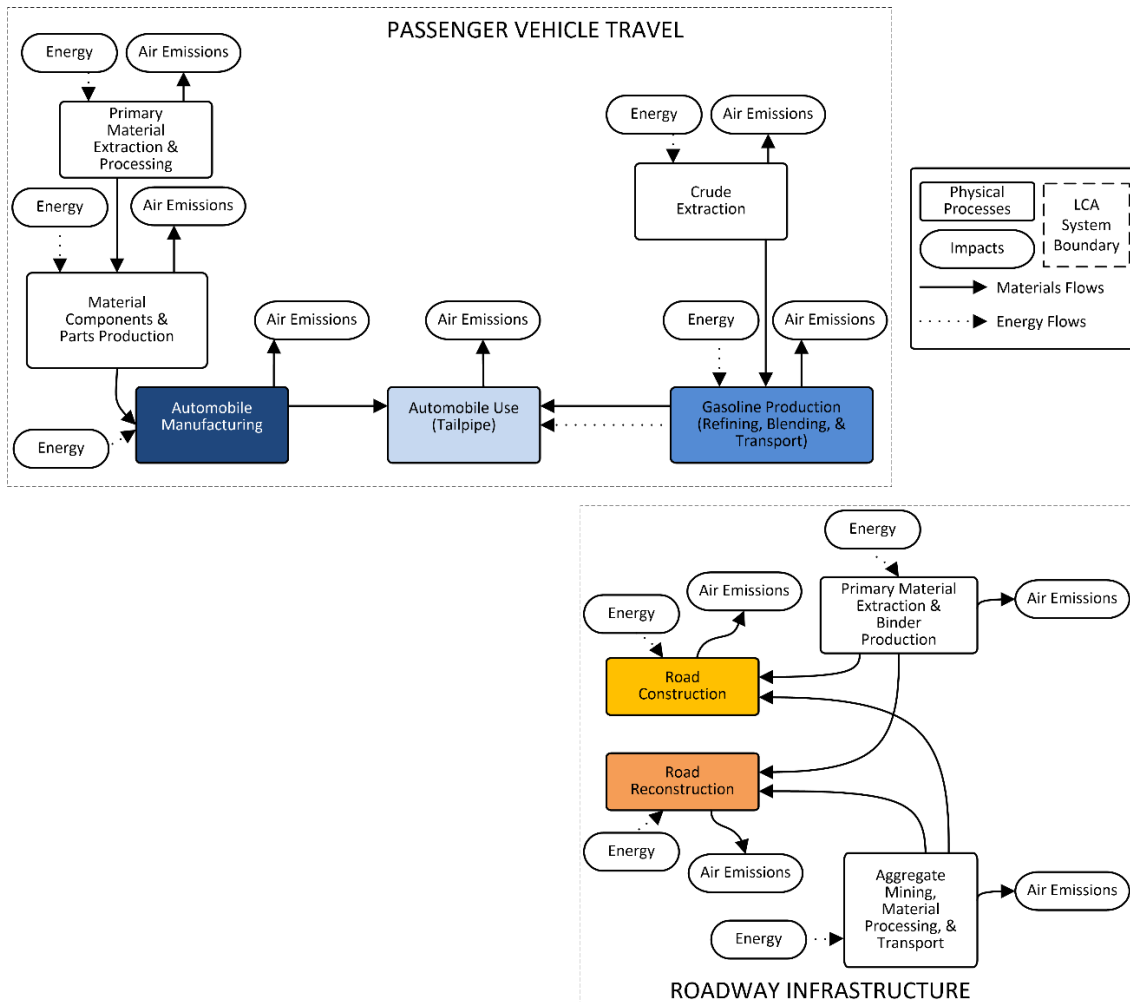 PASSENGER VEHICLE TRAVEL
Energy
Air Emissions
Primary
Material
Extraction &
Processing
Energy
Air Emissions
Material
Components &
Parts Production
Energy
Air Emissions
Automobile
Manufacturing
Air Emissions
Automobile Use
(Tailpipe)
Energy
Air Emissions
Crude
Extraction
Energy
Air Emissions
Gasoline Production
(Refining, Blending, &
Transport)
Physical
Processes
Impacts
LCA
System
Boundary
Materials Flows
Energy Flows
Energy
Primary Material
Extraction &
Binder
Production
Air Emissions
Energy
Air Emissions
Road
Construction
Road
Reconstruction
Energy
Air Emissions
Aggregate
Mining,
Material
Processing, &
Transport
Air Emissions
Energy
ROADWAY INFRASTRUCTURE